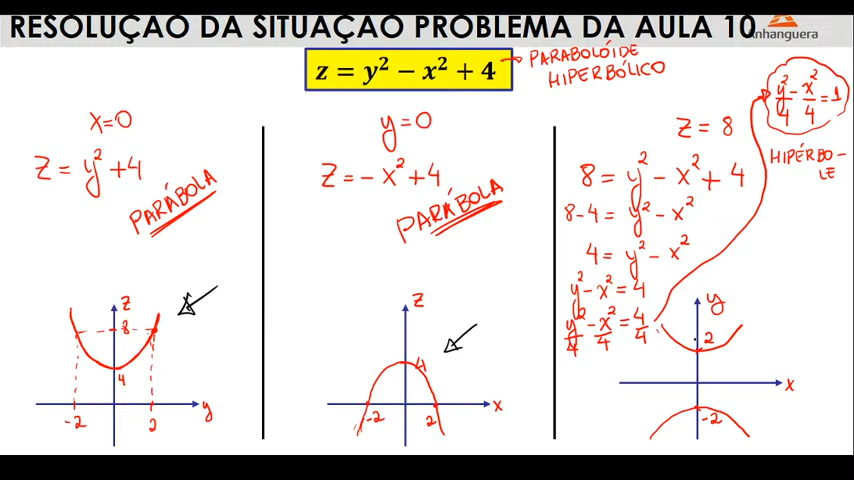 RESOLUÇÃO DA SITUAÇÃO PROBLEMA DA AULA 10
Anhanguera
z = y² − x² + 4
→ PARABOLÓIDE
HIPERBÓLICO
x=0
z = y² + 4
PARÁBOLA
z
8
4
-2
2
y
y=0
z = - x² + 4
PARÁBOLA
z
4
-2
2
x
z = 8
8 = y² - x² + 4
8-4 = y² - x²
4 = y² - x²
y² - x² = 4
y²/4 - x²/4 = 4/4
y²/4 - x²/4 = 1
HIPÉRBO-
LE
y
2
x
-2